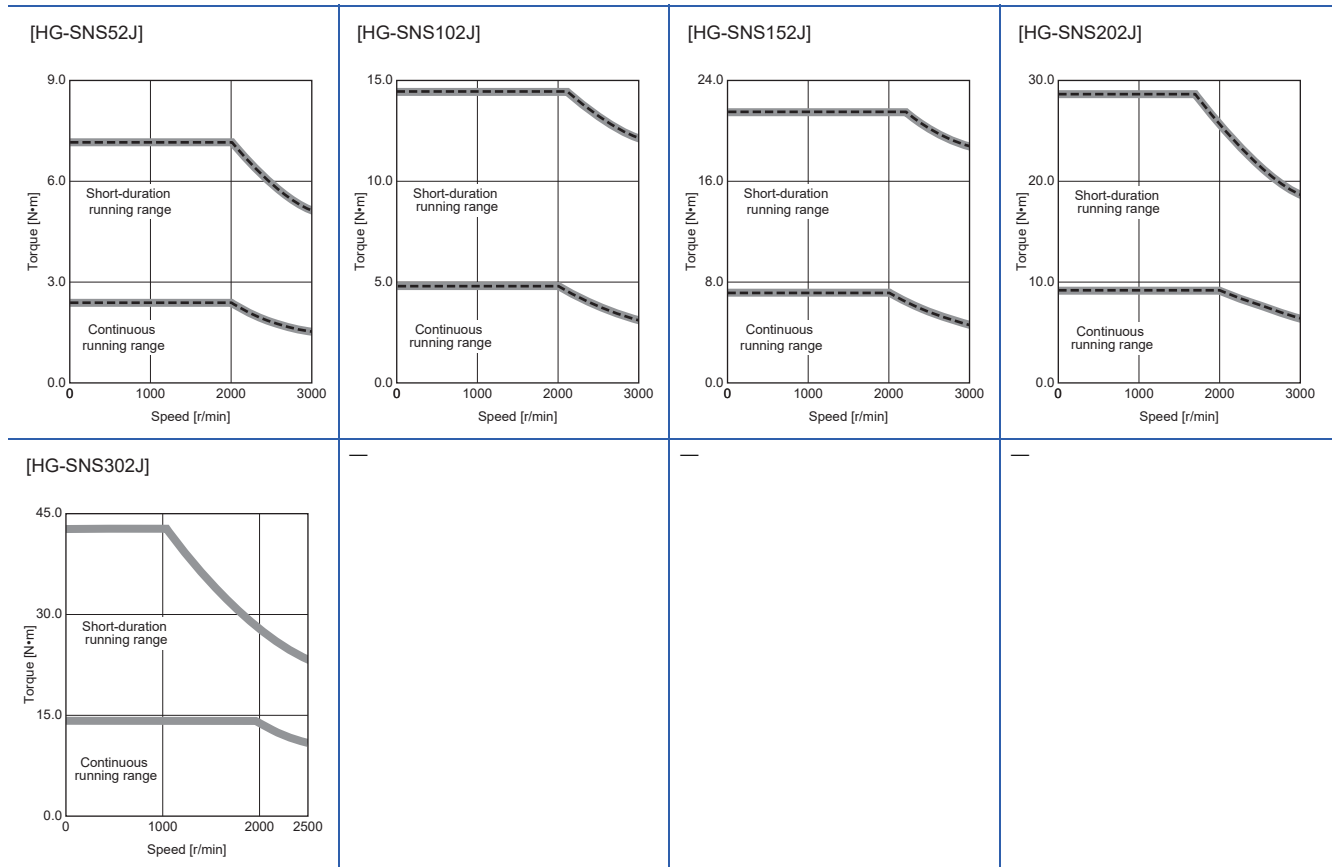 [HG-SNS52J]
9.0
6.0
3.0
0.0
Torque [N•m]
Short-duration
running range
Continuous
running range
0
1000
2000
3000
Speed [r/min]
[HG-SNS102J]
15.0
10.0
5.0
0.0
Torque [N•m]
Short-duration
running range
Continuous
running range
0
1000
2000
3000
Speed [r/min]
[HG-SNS152J]
24.0
16.0
8.0
0.0
Torque [N•m]
Short-duration
running range
Continuous
running range
0
1000
2000
3000
Speed [r/min]
[HG-SNS202J]
30.0
20.0
10.0
0.0
Torque [N•m]
Short-duration
running range
Continuous
running range
0
1000
2000
3000
Speed [r/min]
[HG-SNS302J]
45.0
30.0
15.0
0.0
Torque [N•m]
Short-duration
running range
Continuous
running range
0
1000
2000
2500
Speed [r/min]
—
—
—